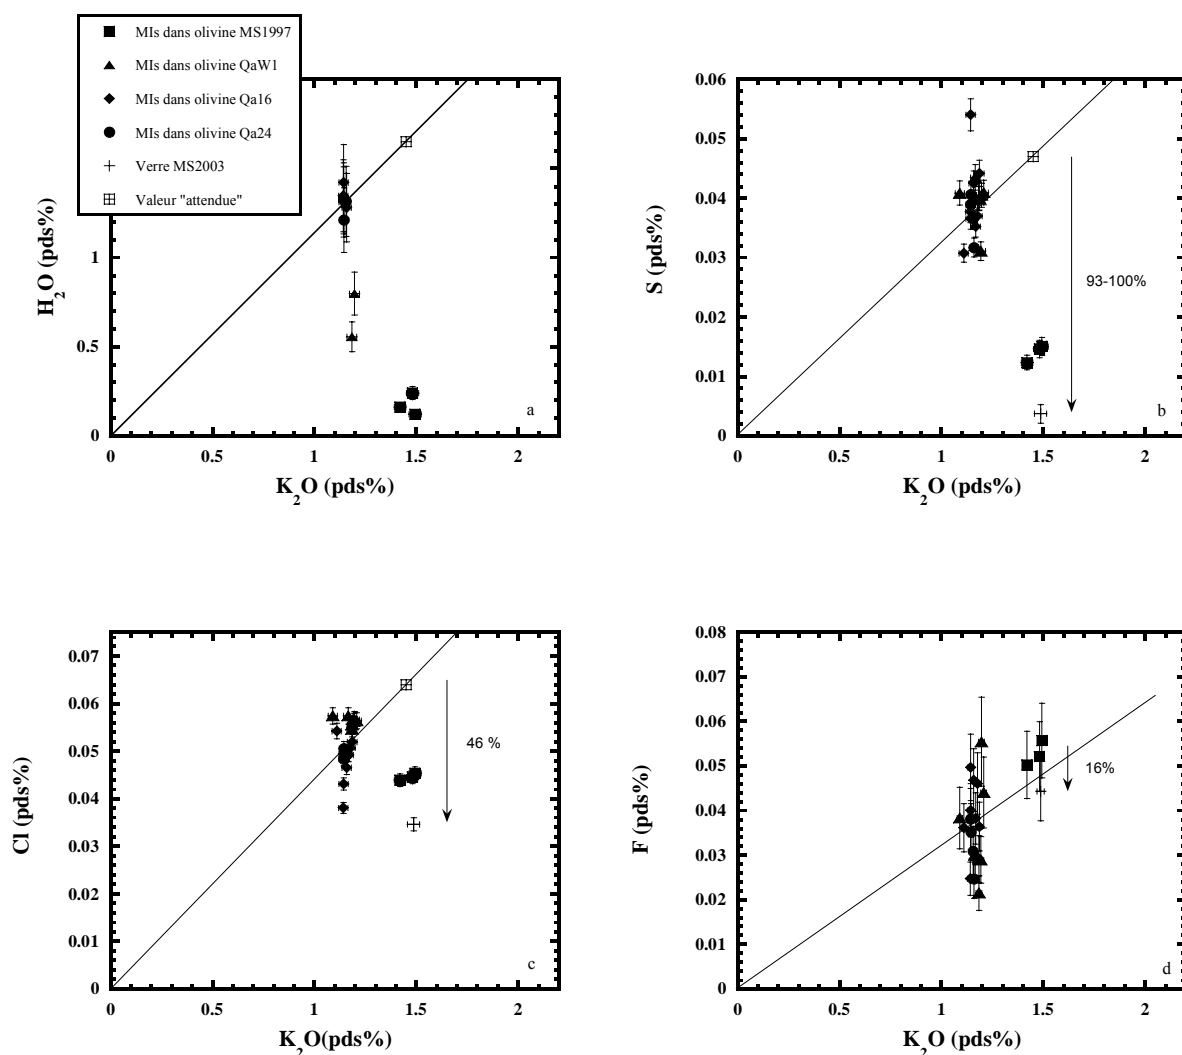 MIs dans olivine MS1997
MIs dans olivine QaW1
MIs dans olivine Qa16
MIs dans olivine Qa24
Verre MS2003
Valeur "attendue"
H2O (pds%)
1
0.5
0
0
0.5
1
1.5
2
K2O (pds%)
a
S (pds%)
0.06
0.05
0.04
0.03
0.02
0.01
0
0
0.5
1
1.5
2
K2O (pds%)
93-100%
b
Cl (pds%)
0.07
0.06
0.05
0.04
0.03
0.02
0.01
0
0
0.5
1
1.5
2
K2O(pds%)
46 %
c
F (pds%)
0.08
0.07
0.06
0.05
0.04
0.03
0.02
0.01
0
0
0.5
1
1.5
2
K2O (pds%)
16%
d